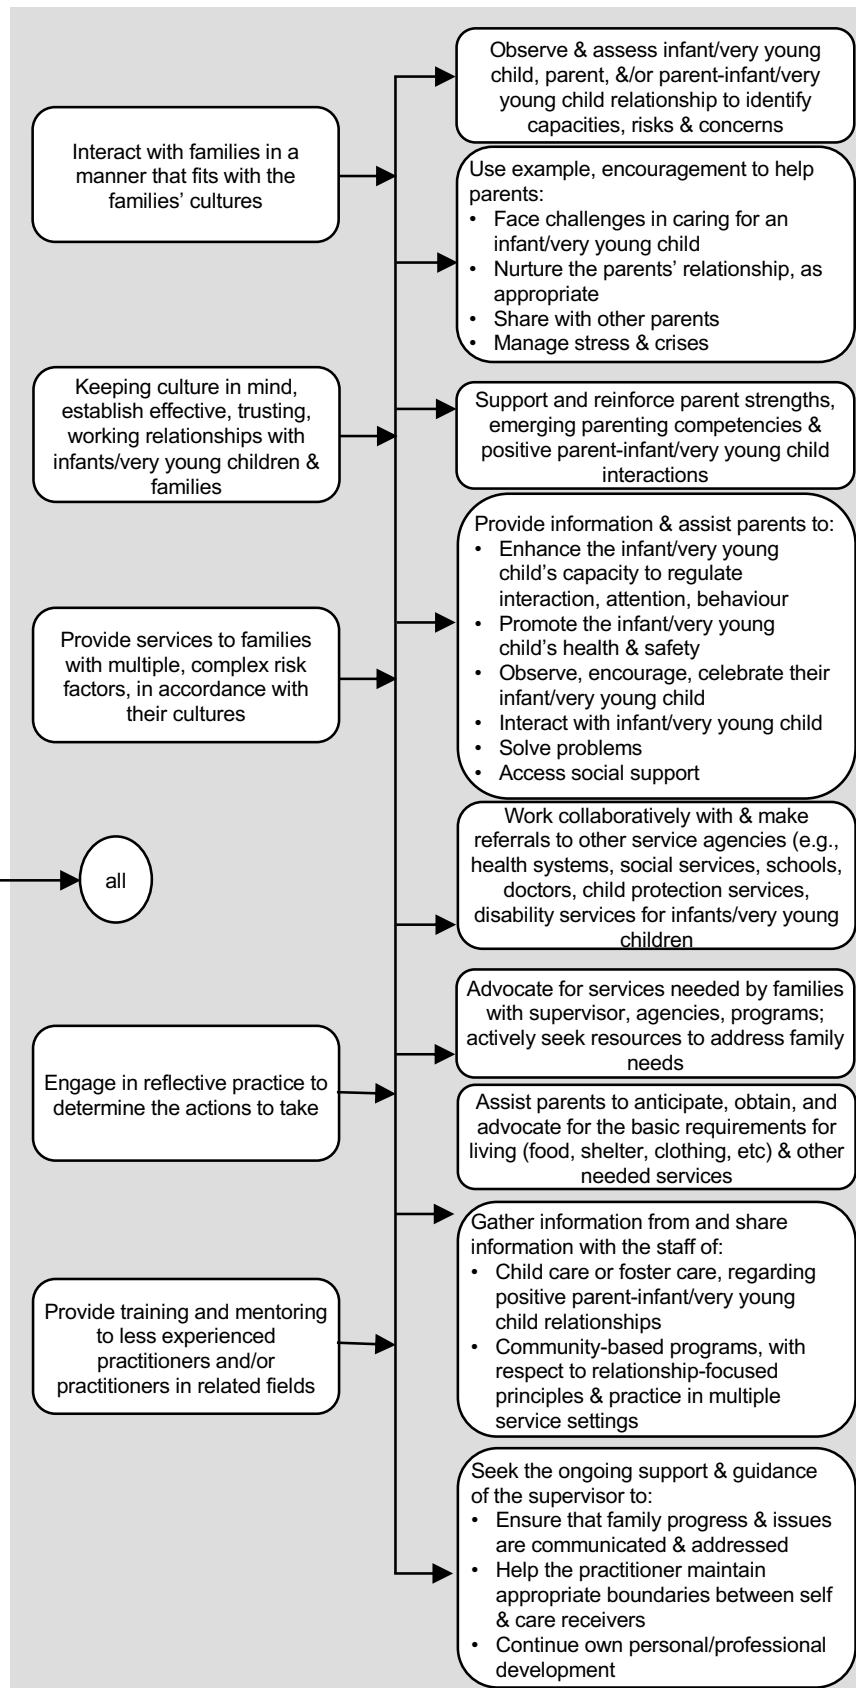 Interact with families in a
manner that fits with the
families’ cultures
Keeping culture in mind,
establish effective, trusting,
working relationships with
infants/very young children &
families
Provide services to families
with multiple, complex risk
factors, in accordance with
their cultures
all
Engage in reflective practice to
determine the actions to take
Provide training and mentoring
to less experienced
practitioners and/or
practitioners in related fields
Observe & assess infant/very young
child, parent, &/or parent-infant/very
young child relationship to identify
capacities, risks & concerns
Use example, encouragement to help
parents:
• Face challenges in caring for an
infant/very young child
• Nurture the parents’ relationship, as
appropriate
• Share with other parents
• Manage stress & crises
Support and reinforce parent strengths,
emerging parenting competencies &
positive parent-infant/very young child
interactions
Provide information & assist parents to:
• Enhance the infant/very young
child’s capacity to regulate
interaction, attention, behaviour
• Promote the infant/very young
child’s health & safety
• Observe, encourage, celebrate their
infant/very young child
• Interact with infant/very young child
• Solve problems
• Access social support
Work collaboratively with & make
referrals to other service agencies (e.g.,
health systems, social services, schools,
doctors, child protection services,
disability services for infants/very young
children
Advocate for services needed by families
with supervisor, agencies, programs;
actively seek resources to address family
needs
Assist parents to anticipate, obtain, and
advocate for the basic requirements for
living (food, shelter, clothing, etc) & other
needed services
Gather information from and share
information with the staff of:
• Child care or foster care, regarding
positive parent-infant/very young
child relationships
• Community-based programs, with
respect to relationship-focused
principles & practice in multiple
service settings
Seek the ongoing support & guidance
of the supervisor to:
• Ensure that family progress & issues
are communicated & addressed
• Help the practitioner maintain
appropriate boundaries between self
& care receivers
• Continue own personal/professional
development